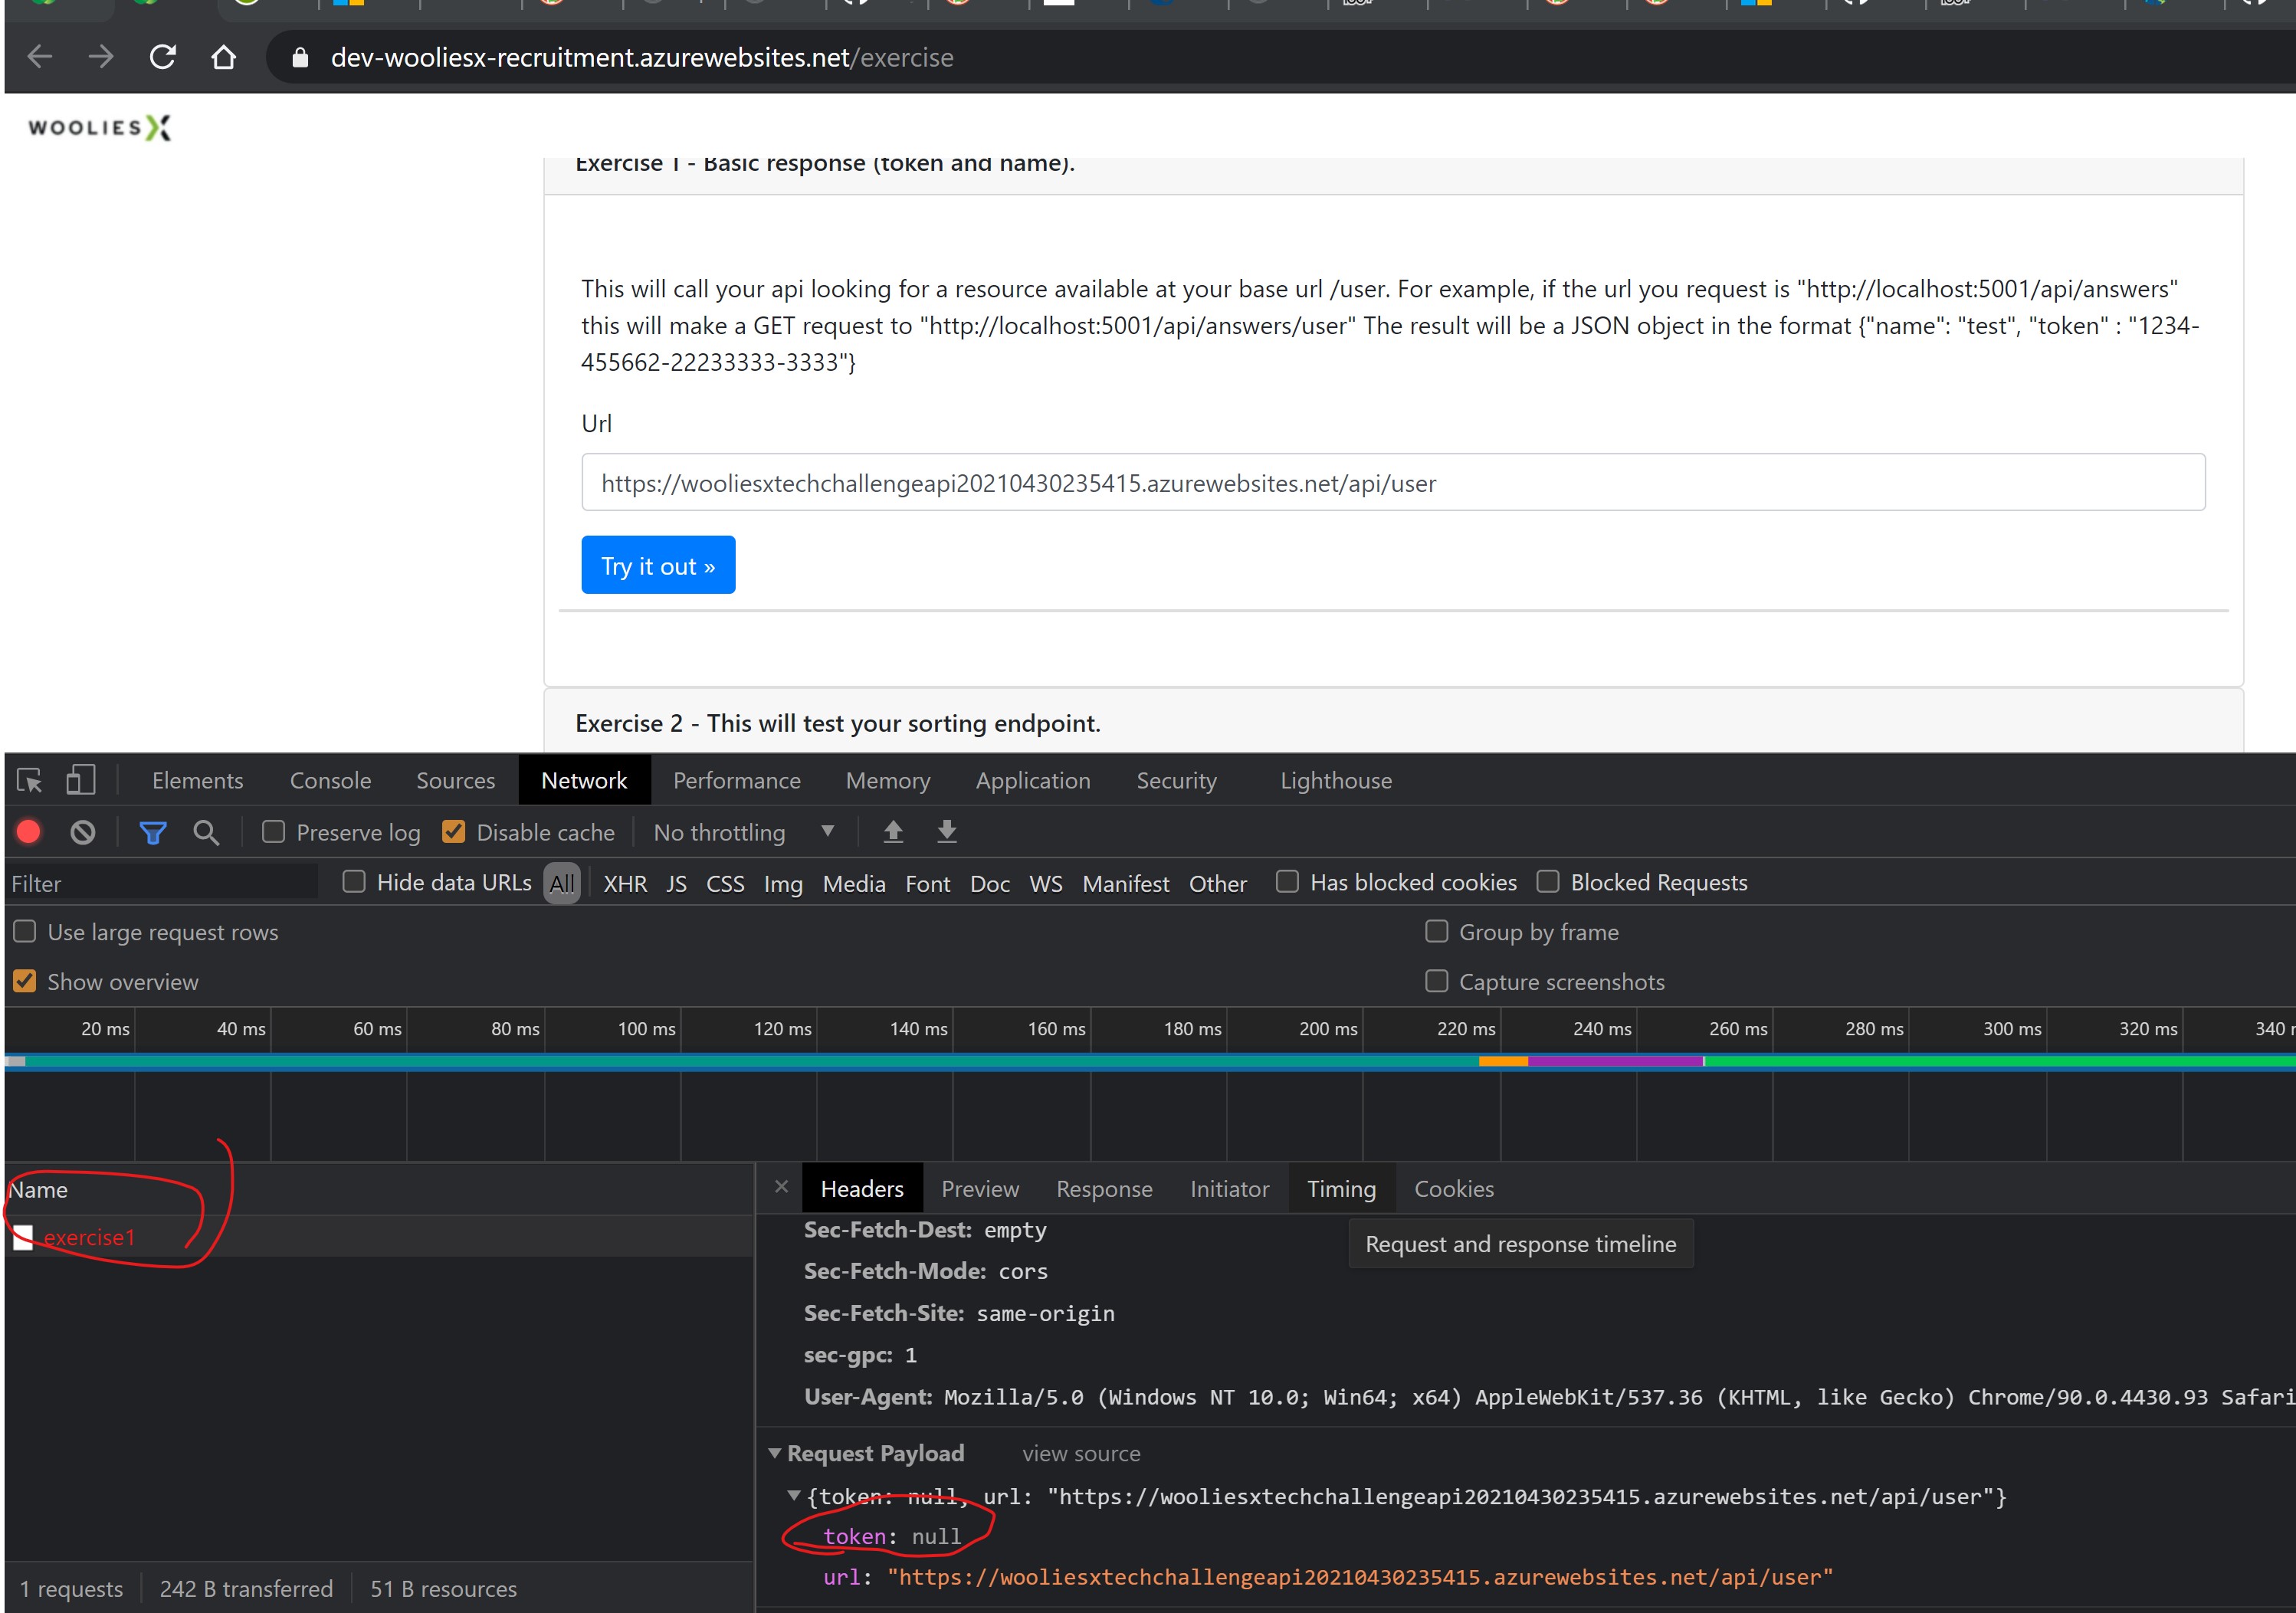 dev-wooliesx-recruitment.azurewebsites.net/exercise
WOOLIESX
Exercise 1 - Basic response (token and name).
This will call your api looking for a resource available at your base url /user. For example, if the url you request is "http://localhost:5001/api/answers"
this will make a GET request to "http://localhost:5001/api/answers/user" The result will be a JSON object in the format {"name": "test", "token" : "1234-
455662-22233333-3333"}
Url
https://wooliesxtechchallengeapi20210430235415.azurewebsites.net/api/user
Try it out »
Exercise 2 - This will test your sorting endpoint.
Elements Console Sources Network Performance Memory Application Security Lighthouse
Preserve log Disable cache No throttling
Filter Hide data URLs All XHR JS CSS Img Media Font Doc WS Manifest Other Has blocked cookies Blocked Requests
Use large request rows Group by frame
Show overview Capture screenshots
20 ms 40 ms 60 ms 80 ms 100 ms 120 ms 140 ms 160 ms 180 ms 200 ms 220 ms 240 ms 260 ms 280 ms 300 ms 320 ms 340
Name
exercise1
× Headers Preview Response Initiator Timing Cookies
Sec-Fetch-Dest: empty
Request and response timeline
Sec-Fetch-Mode: cors
Sec-Fetch-Site: same-origin
sec-gpc: 1
User-Agent: Mozilla/5.0 (Windows NT 10.0; Win64; x64) AppleWebKit/537.36 (KHTML, like Gecko) Chrome/90.0.4430.93 Safari
Request Payload view source
{token: null, url: "https://wooliesxtechchallengeapi20210430235415.azurewebsites.net/api/user"}
token: null
url: "https://wooliesxtechchallengeapi20210430235415.azurewebsites.net/api/user"
1 requests 242 B transferred 51 B resources